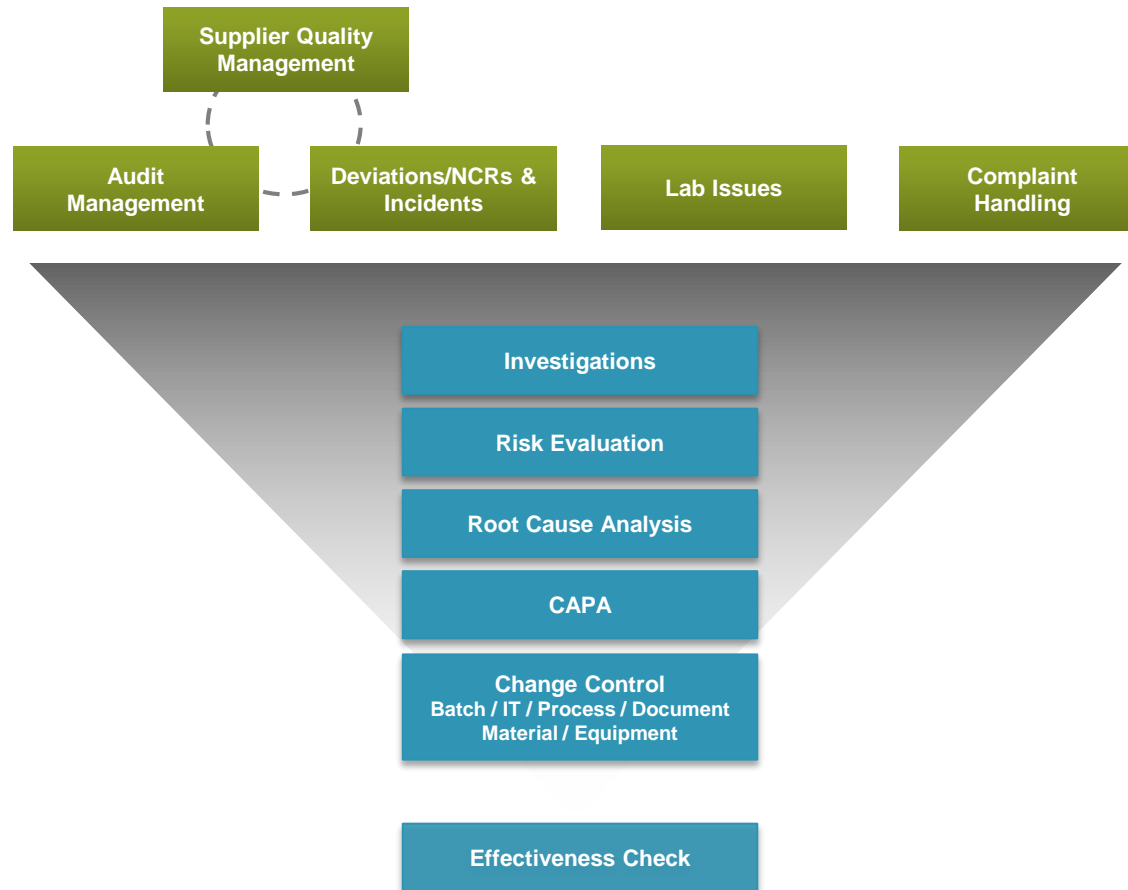 Supplier Quality
Management
Audit
Management
Deviations/NCRs &
Incidents
Lab Issues
Complaint
Handling
Investigations
Risk Evaluation
Root Cause Analysis
CAPA
Change Control
Batch / IT / Process / Document
Material / Equipment
Effectiveness Check